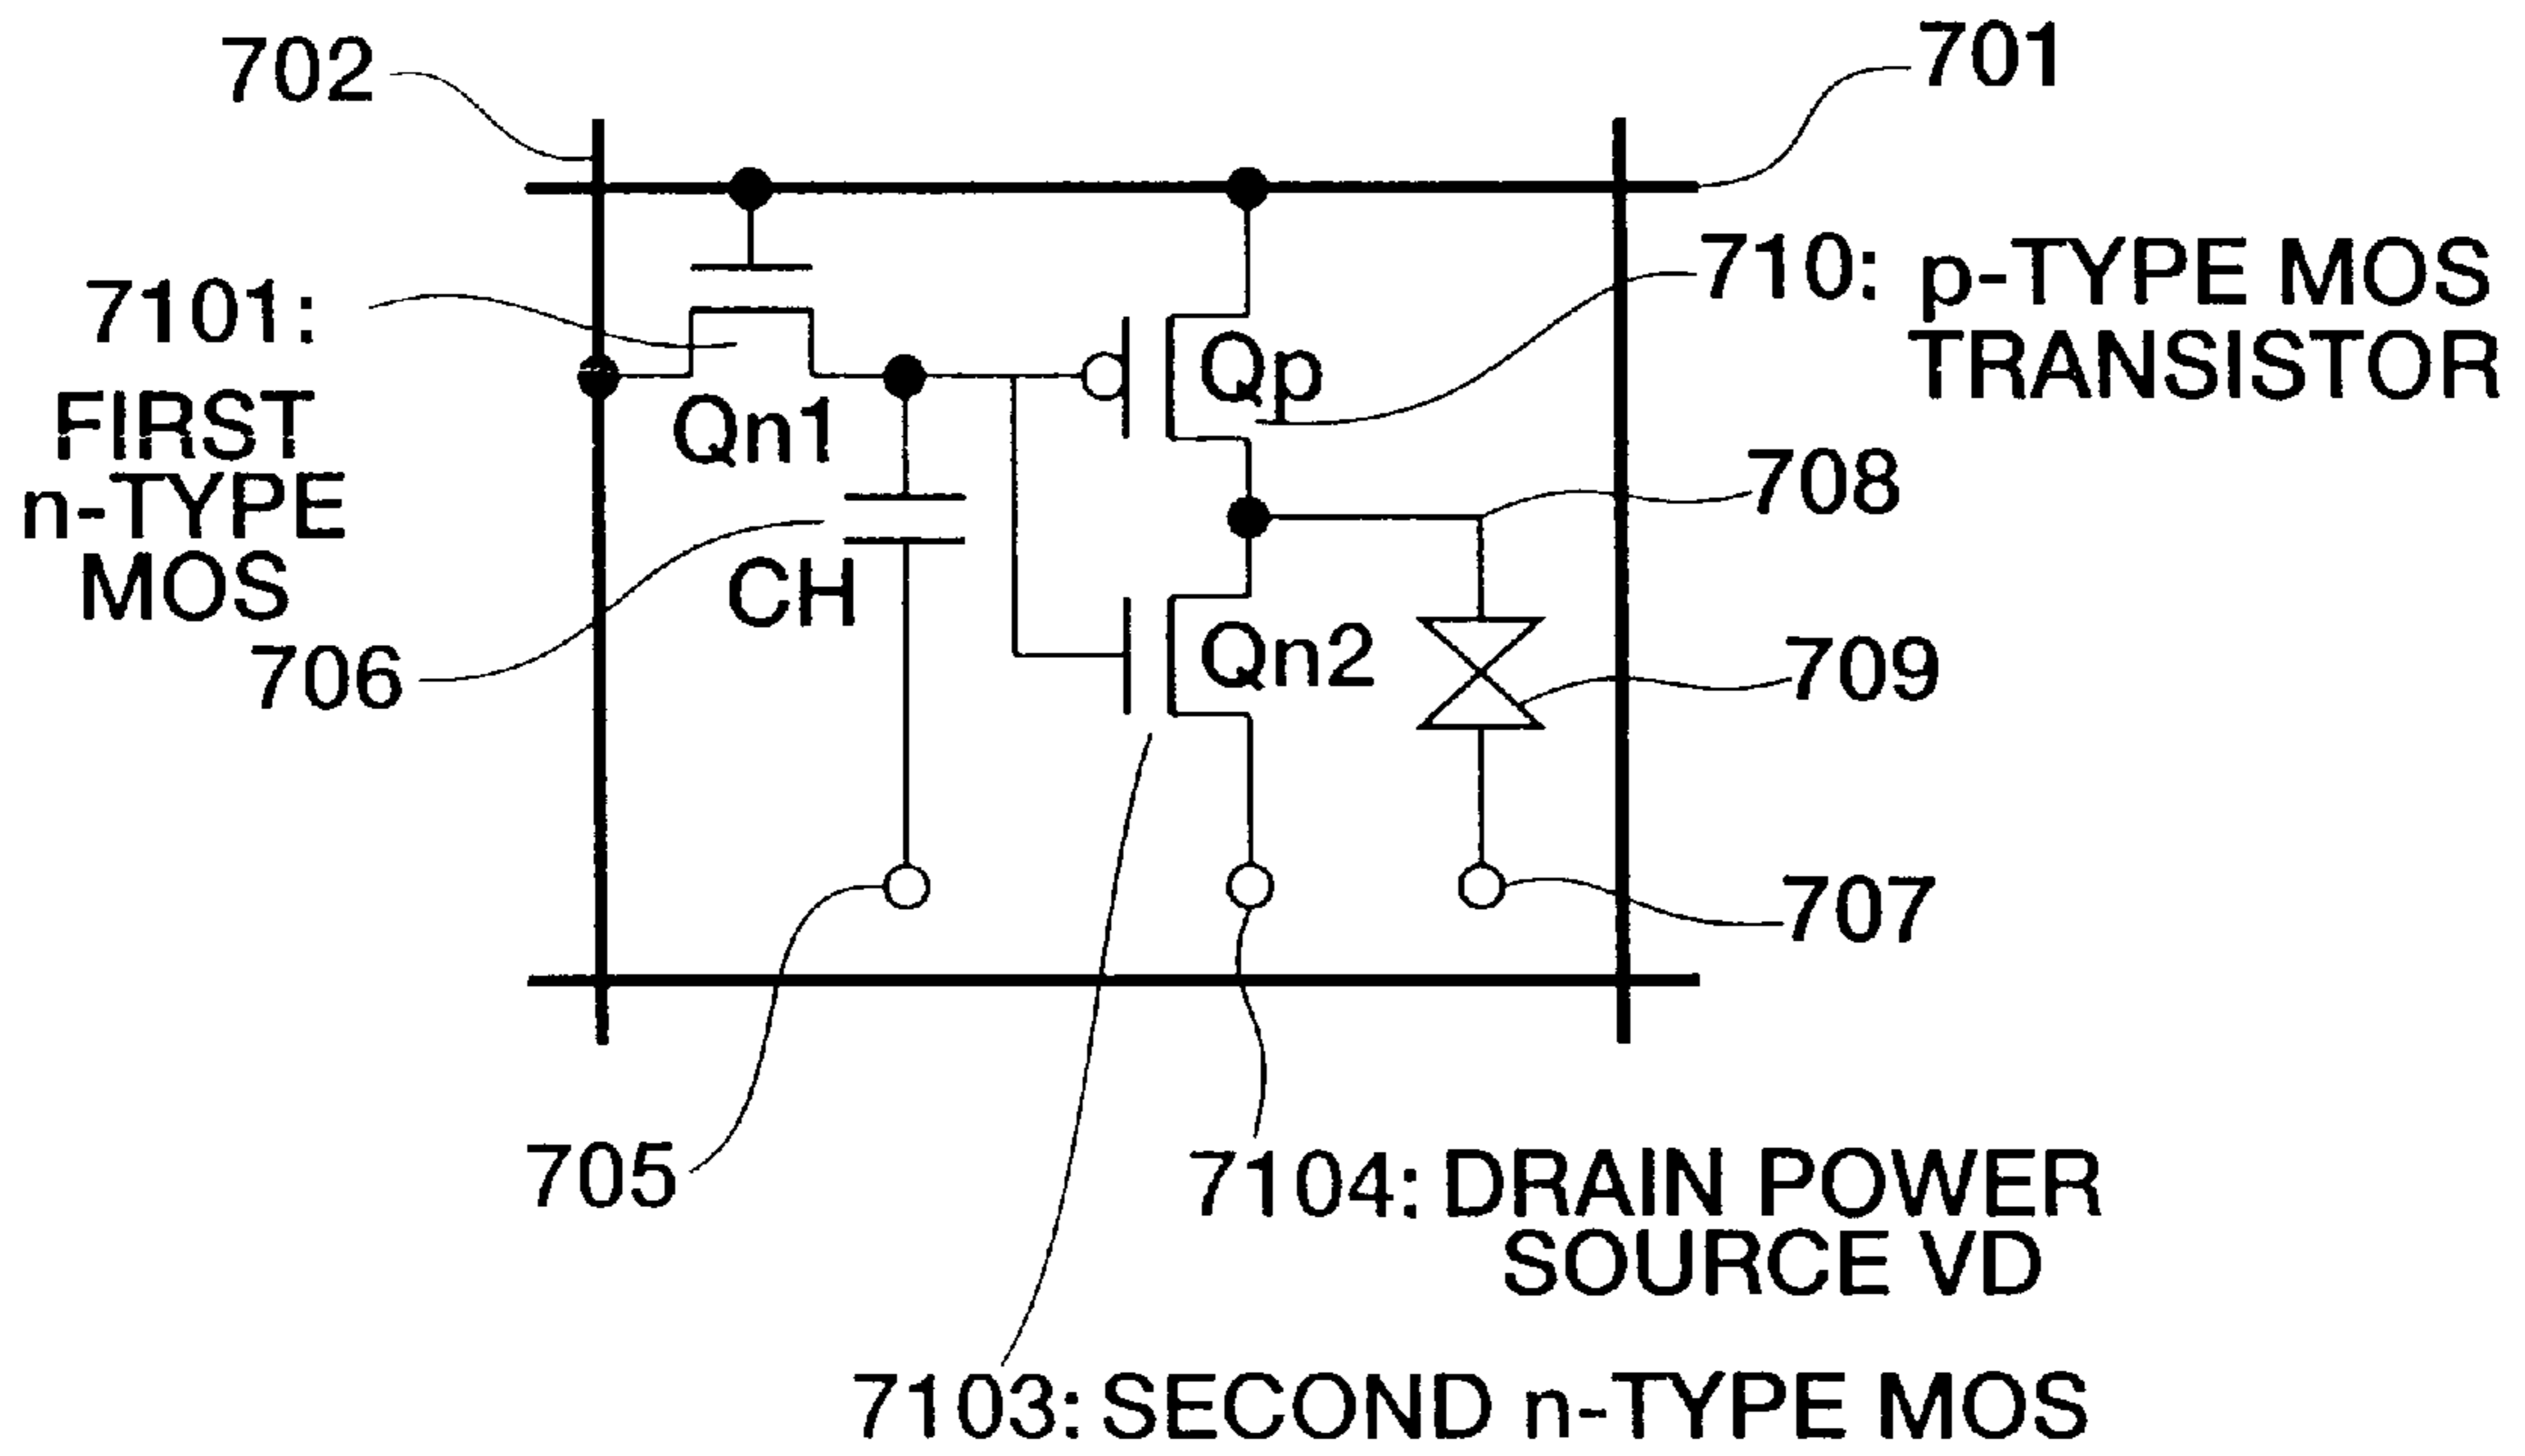 702
701
7101:
FIRST
n-TYPE
MOS
710: p-TYPE MOS
TRANSISTOR
Qp
Qn1
708
CH
706
Qn2
709
707
705
7104: DRAIN POWER
SOURCE VD
7103: SECOND n-TYPE MOS